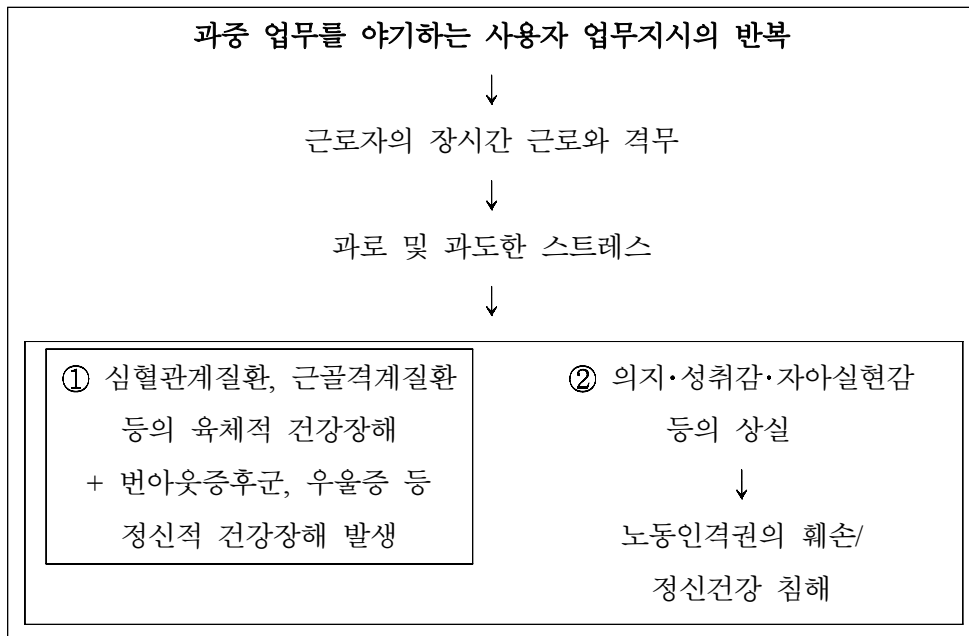 과중 업무를 야기하는 사용자 업무지시의 반복
↓
근로자의 장시간 근로와 격무
↓
과로 및 과도한 스트레스
↓
① 심혈관계질환, 근골격계질환
등의 육체적 건강장해
+ 번아웃증후군, 우울증 등
정신적 건강장해 발생
② 의지·성취감·자아실현감
등의 상실
↓
노동인격권의 훼손/
정신건강 침해